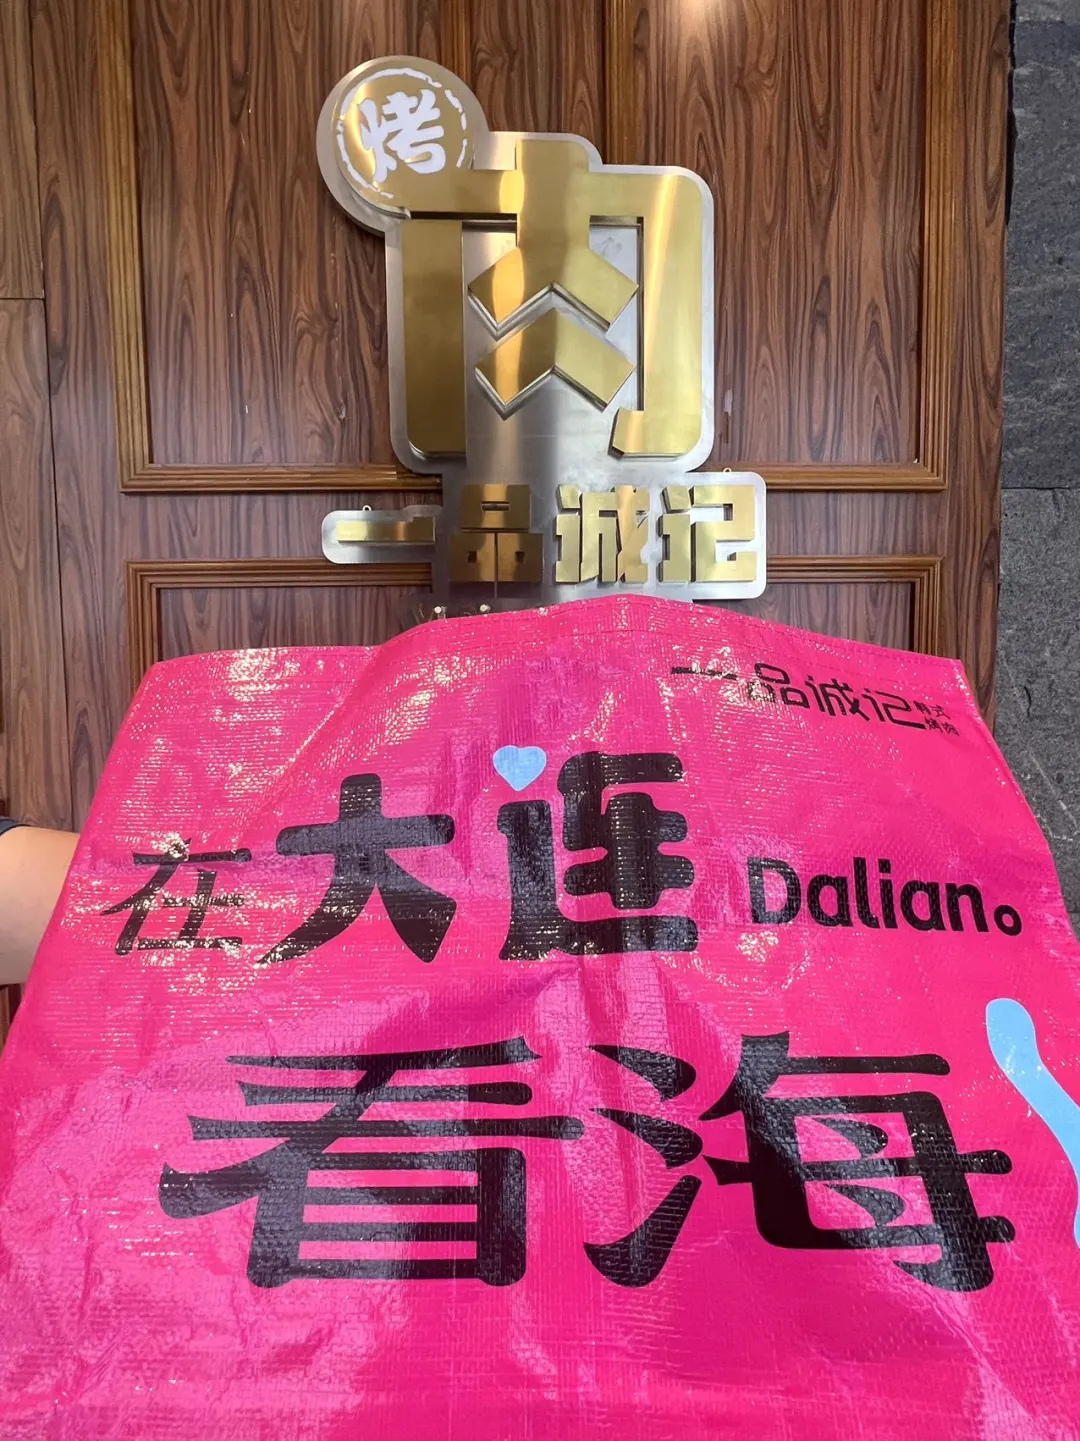 烤
肉
一品诚记
一品诚记 韩式
烤肉
在大连 Dalian。
看海